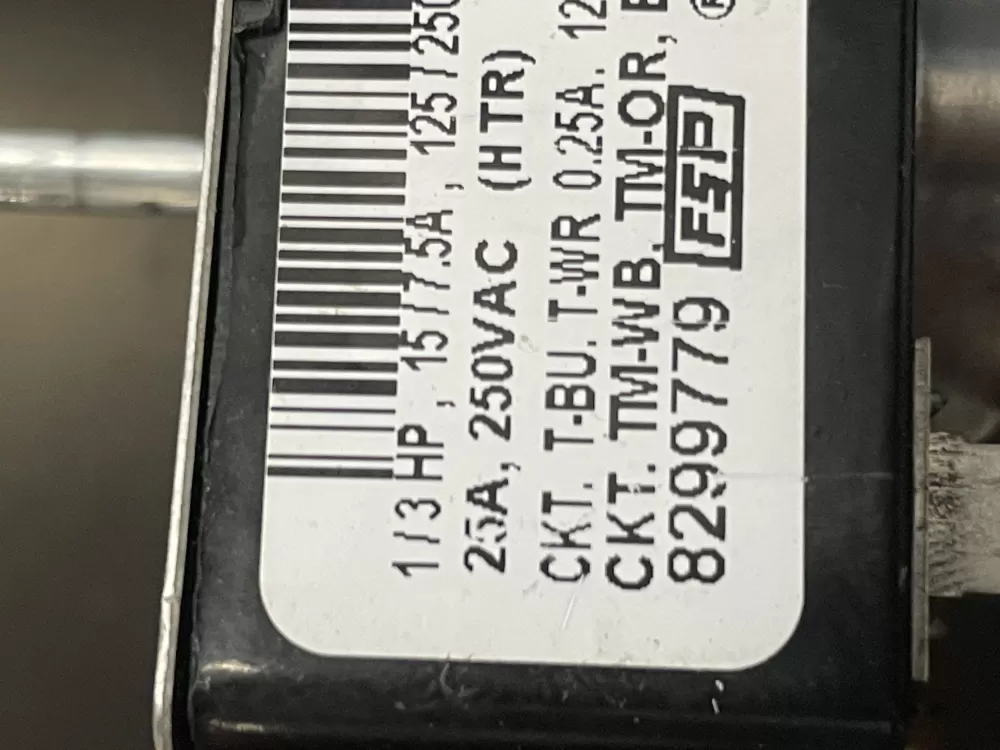 1/3 HP, 15/7.5A, 125/250
25A, 250VAC (HTR)
CKT. T-BU. T-WR 0.25A. 12
CKT. TM-WB. TM-OR,
8299779 FSP ®